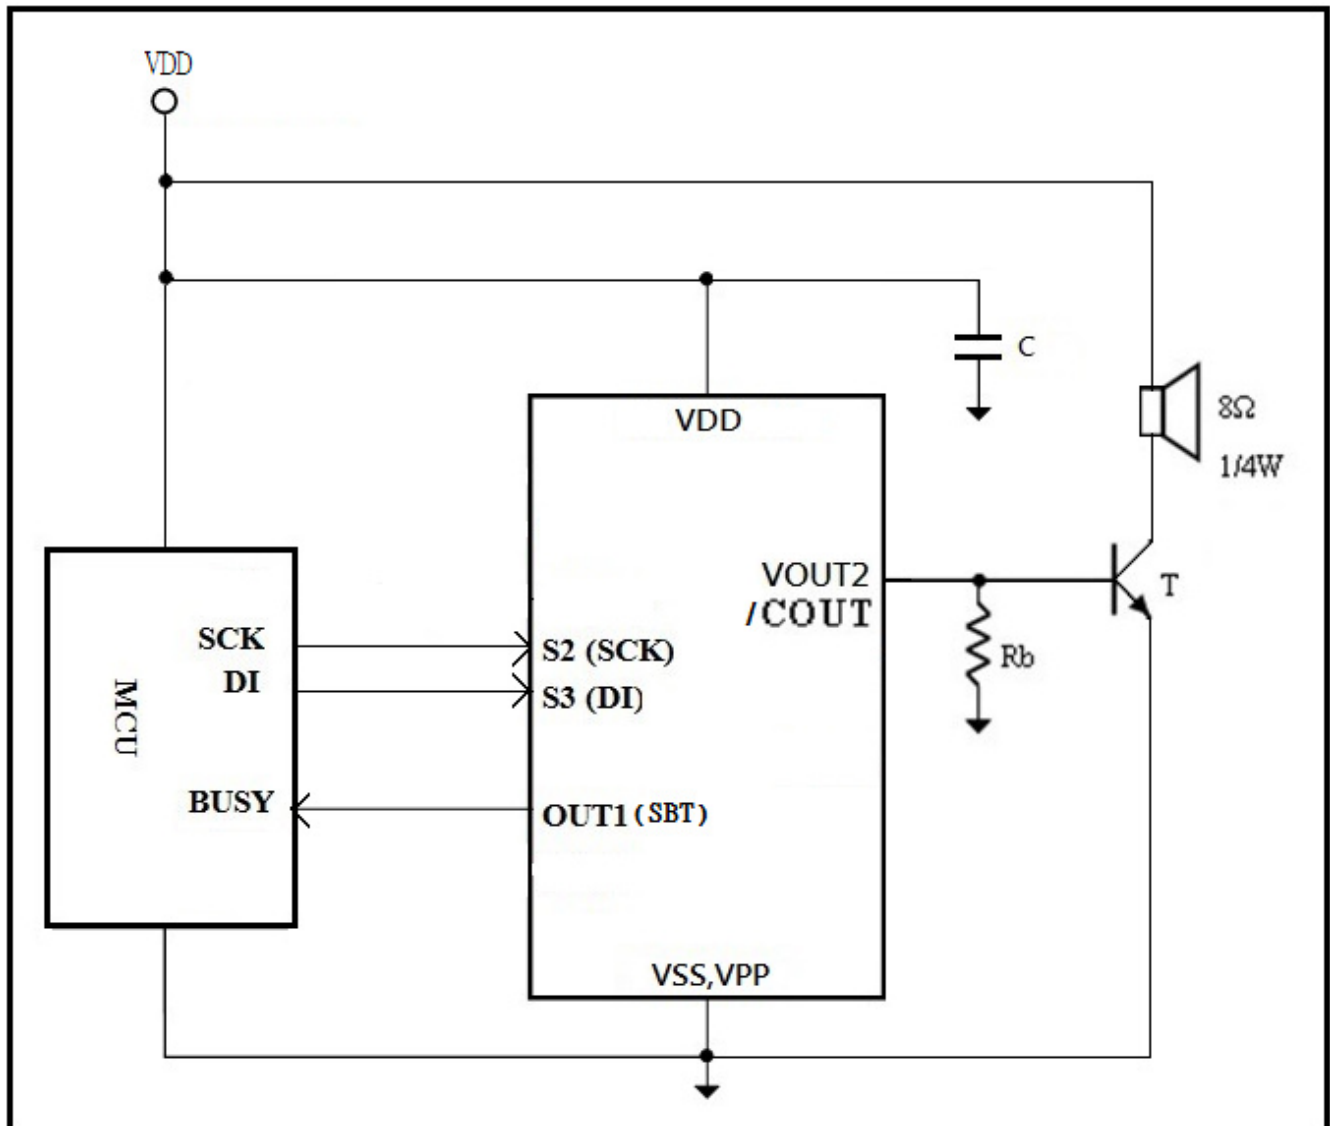 VDD
C
VDD
8Ω
1/4W
VOUT2
/COUT
T
SCK
S2 (SCK)
DI
S3 (DI)
Rb
MCU
BUSY
OUT1(SBT)
VSS,VPP